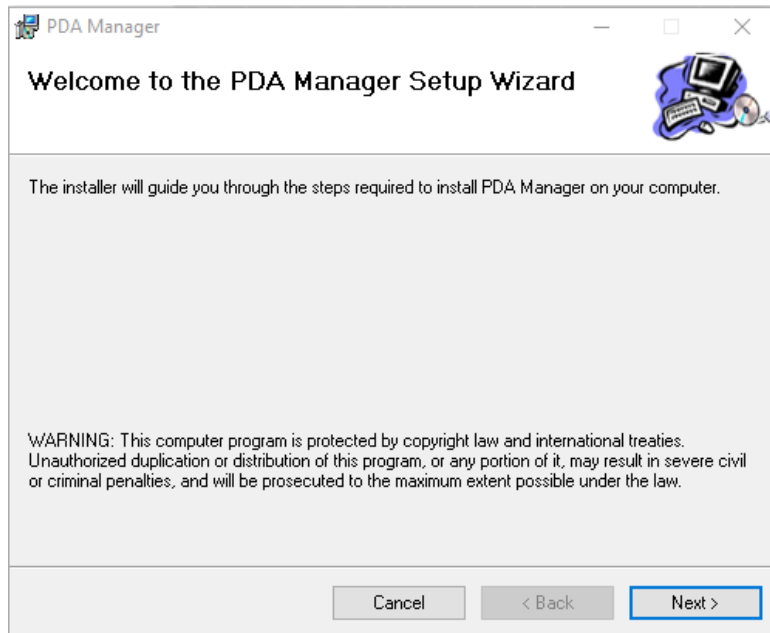 PDA Manager
Welcome to the PDA Manager Setup Wizard
The installer will guide you through the steps required to install PDA Manager on your computer.
WARNING: This computer program is protected by copyright law and international treaties.
Unauthorized duplication or distribution of this program, or any portion of it, may result in severe civil
or criminal penalties, and will be prosecuted to the maximum extent possible under the law.
Cancel
< Back
Next >